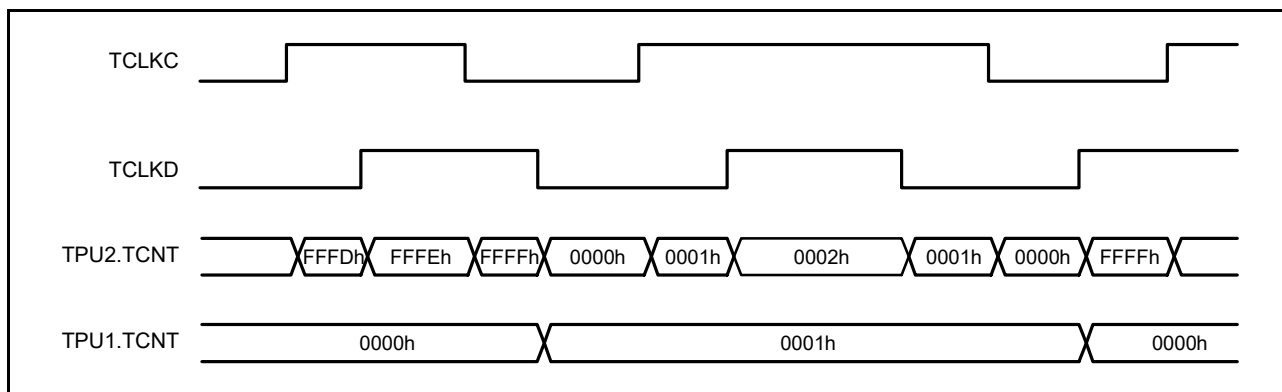 TCLKC
TCLKD
TPU2.TCNT FFFDh FFFEh FFFFh 0000h 0001h 0002h 0001h 0000h FFFFh
TPU1.TCNT 0000h 0001h 0000h